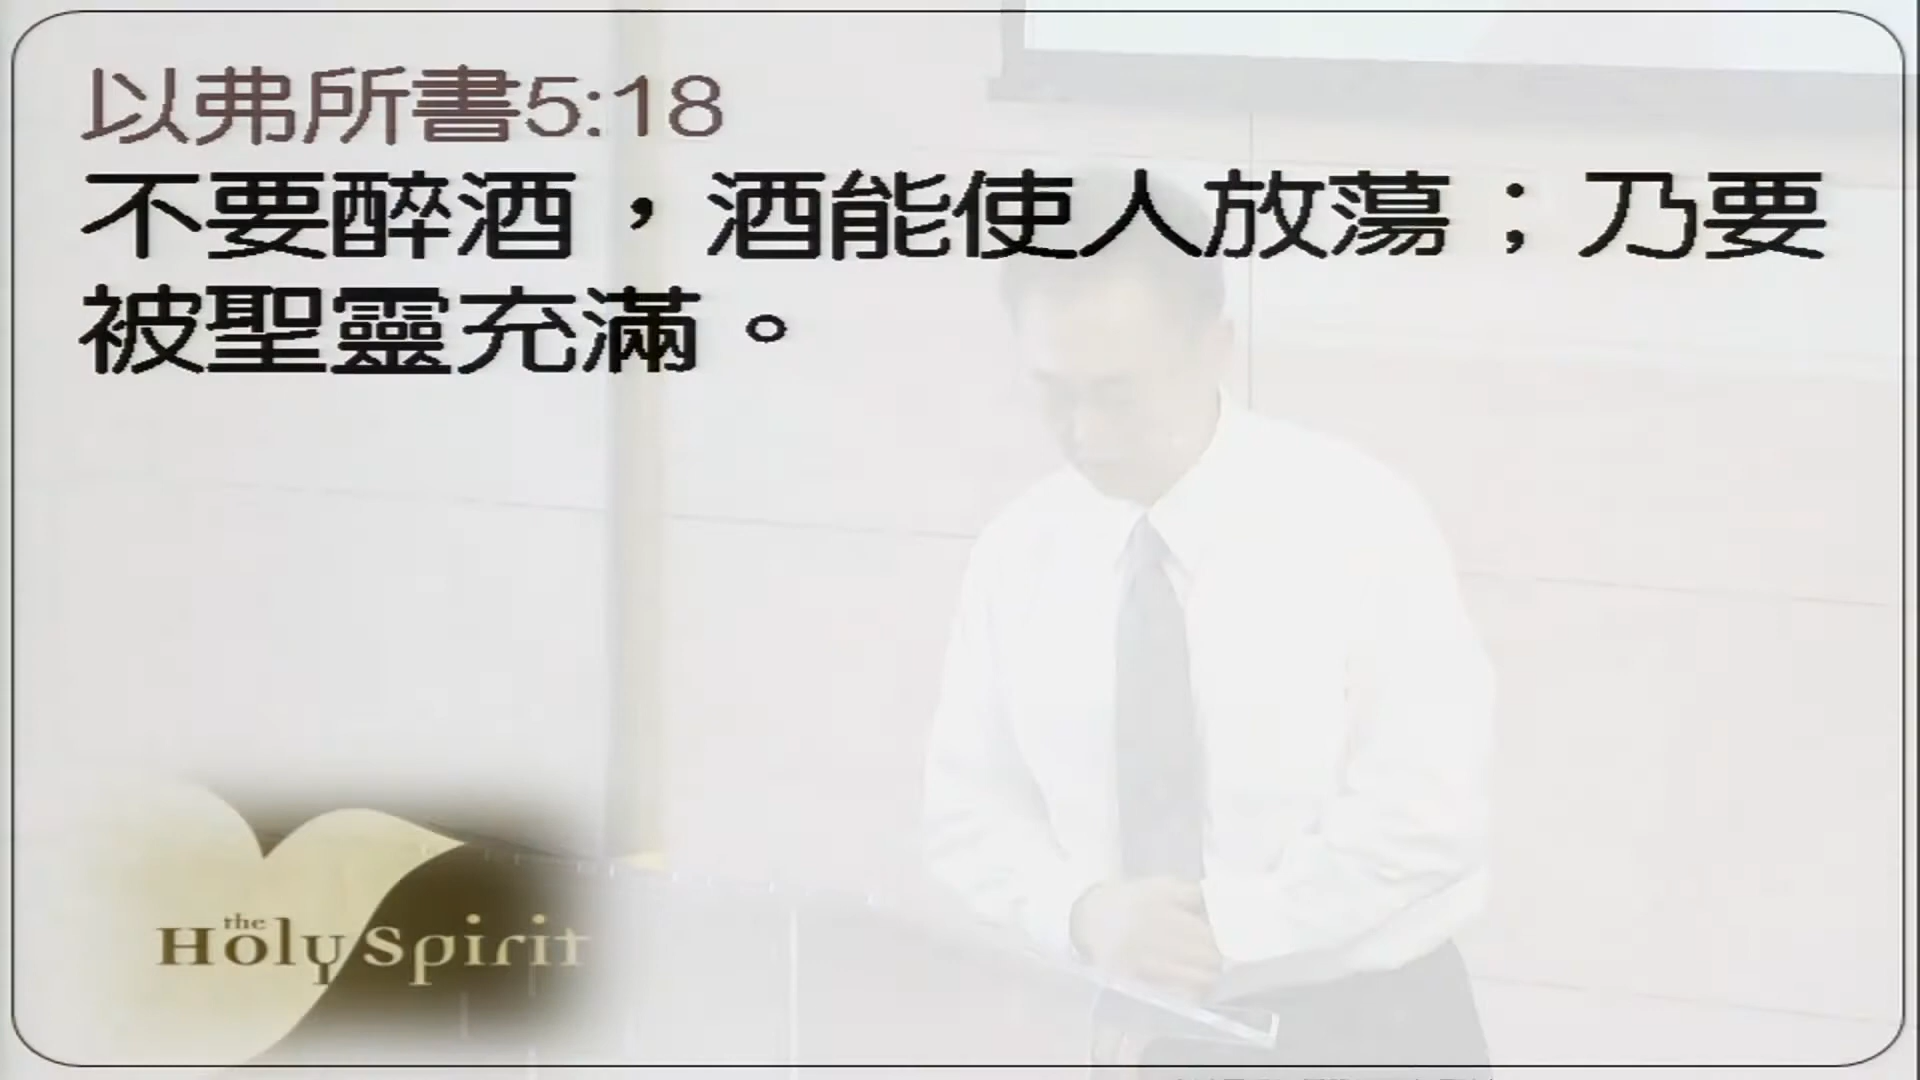 以弗所書5:18
不要醉酒，酒能使人放蕩；乃要
被聖靈充滿。
the
Holy Spirit